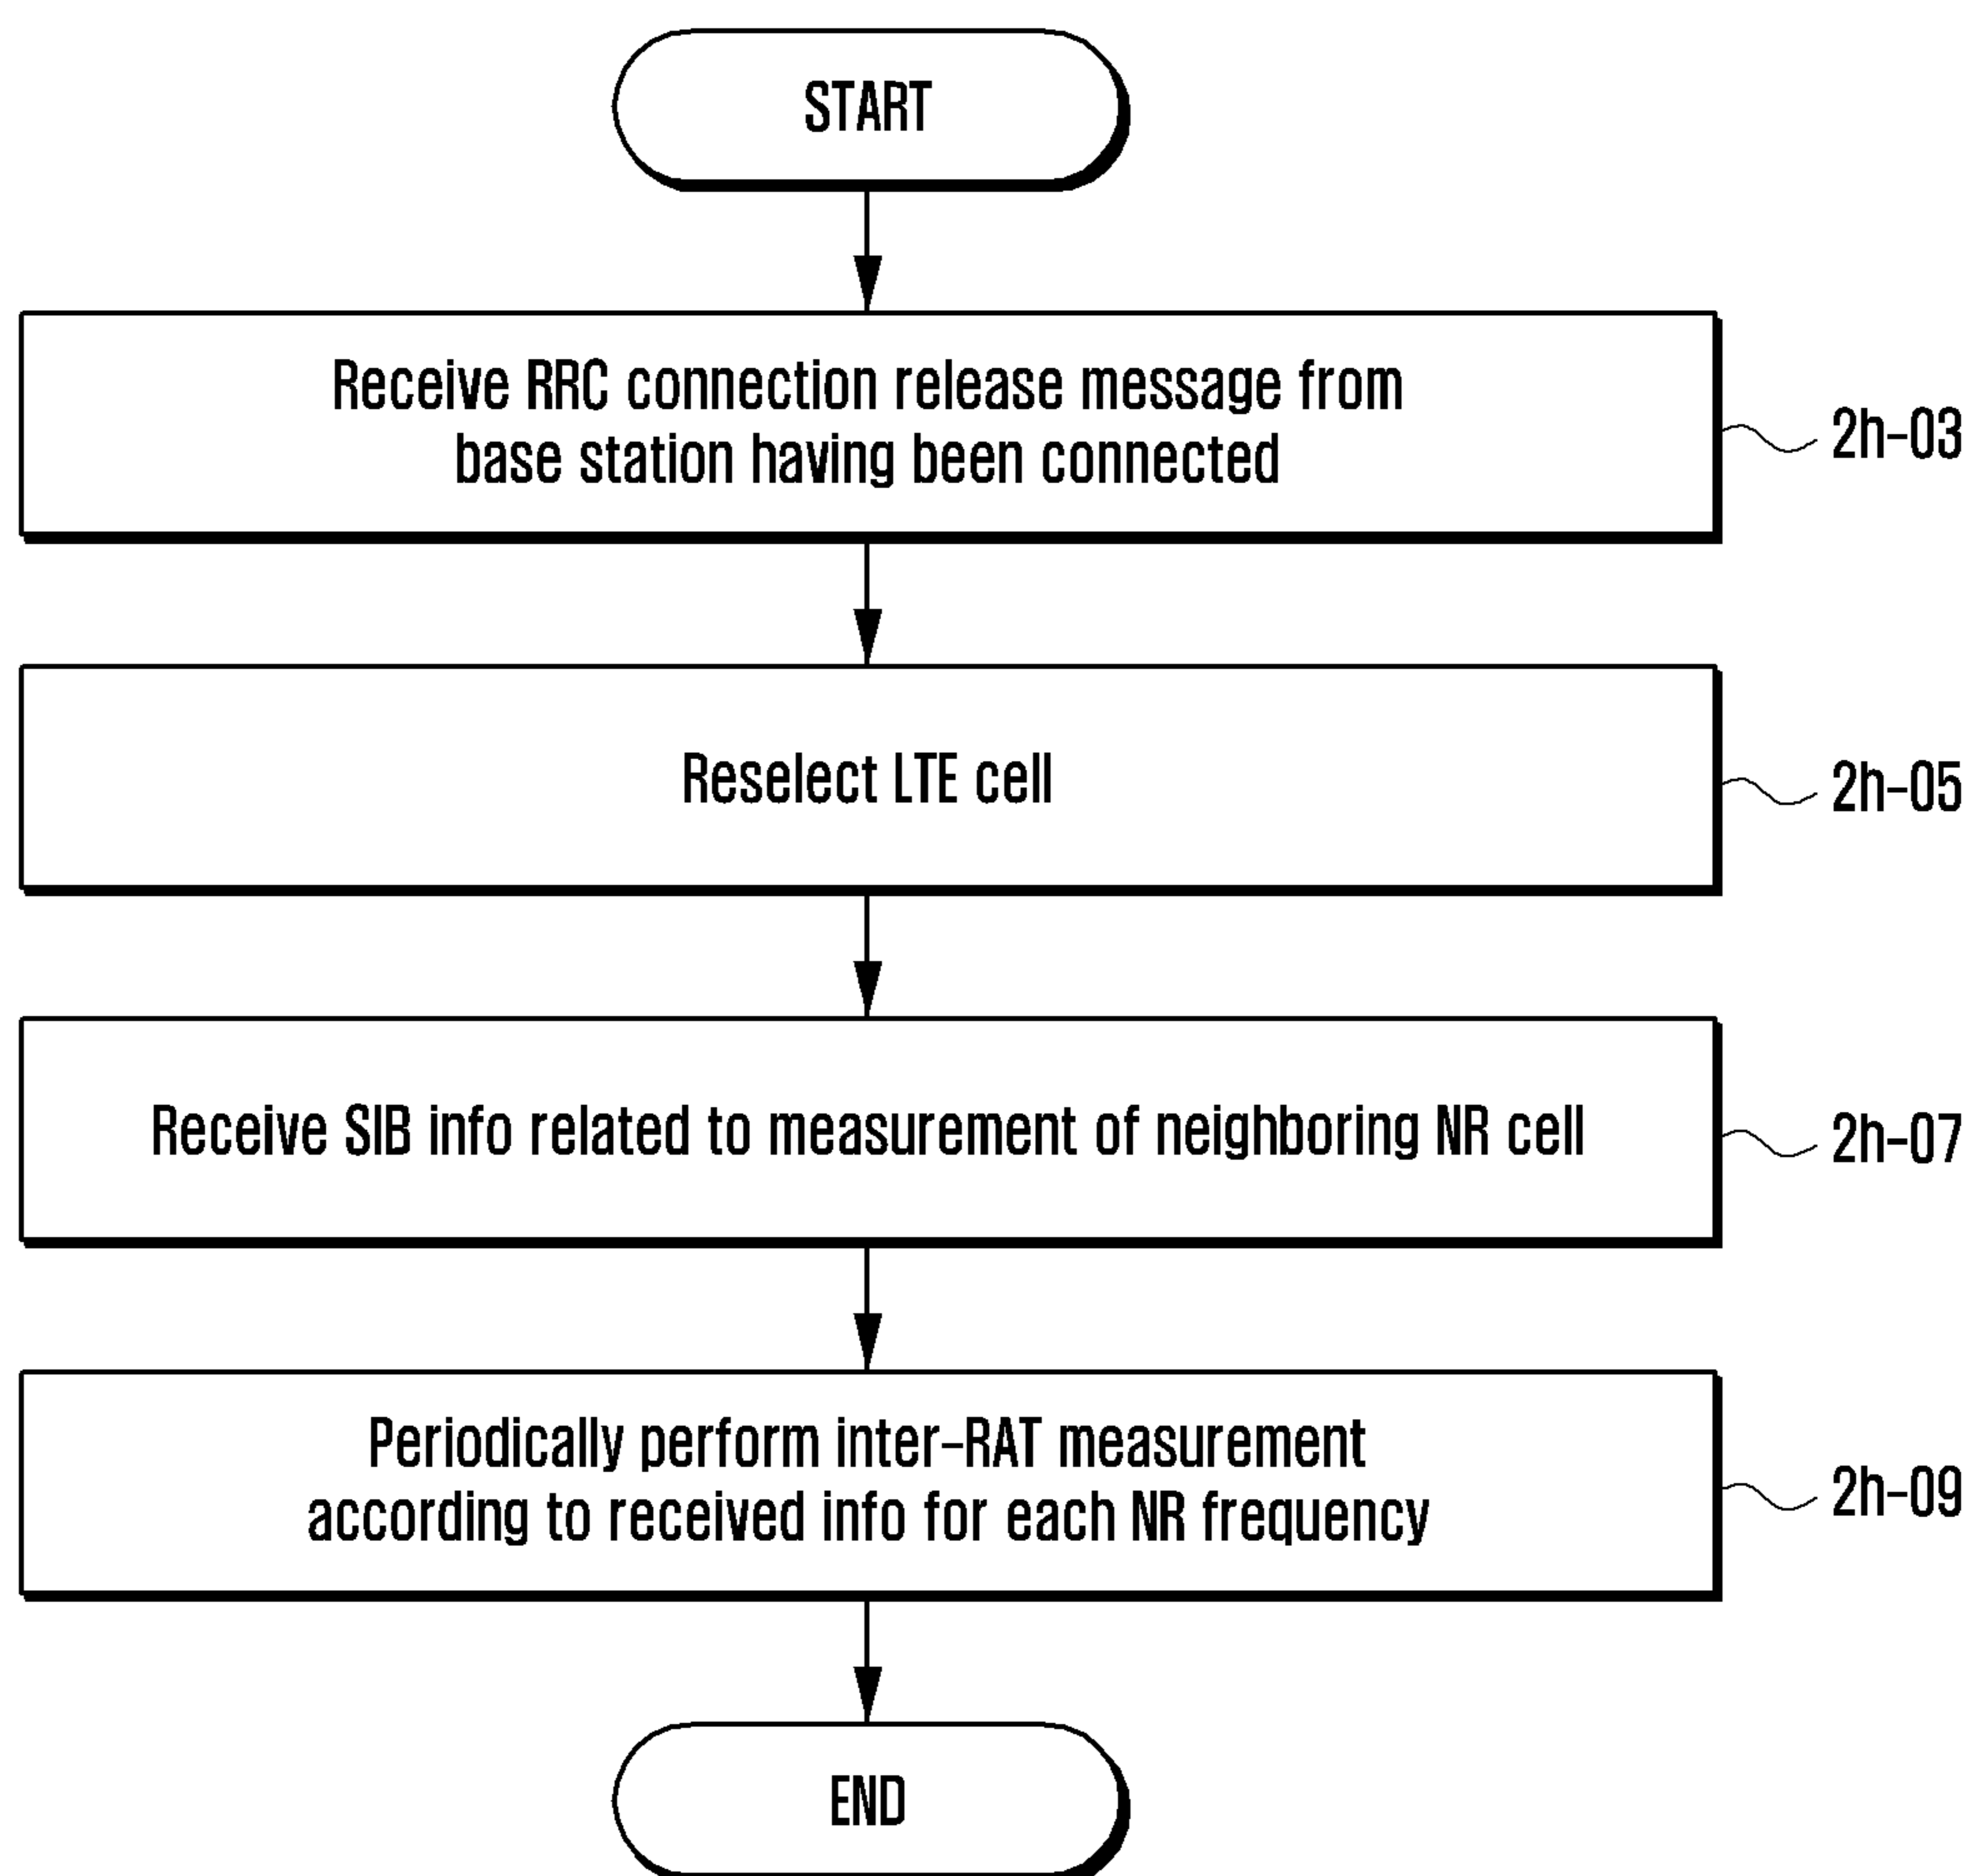 START
Receive RRC connection release message from
base station having been connected
2h-03
Reselect LTE cell
2h-05
Receive SIB info related to measurement of neighboring NR cell
2h-07
Periodically perform inter-RAT measurement
according to received info for each NR frequency
2h-09
END